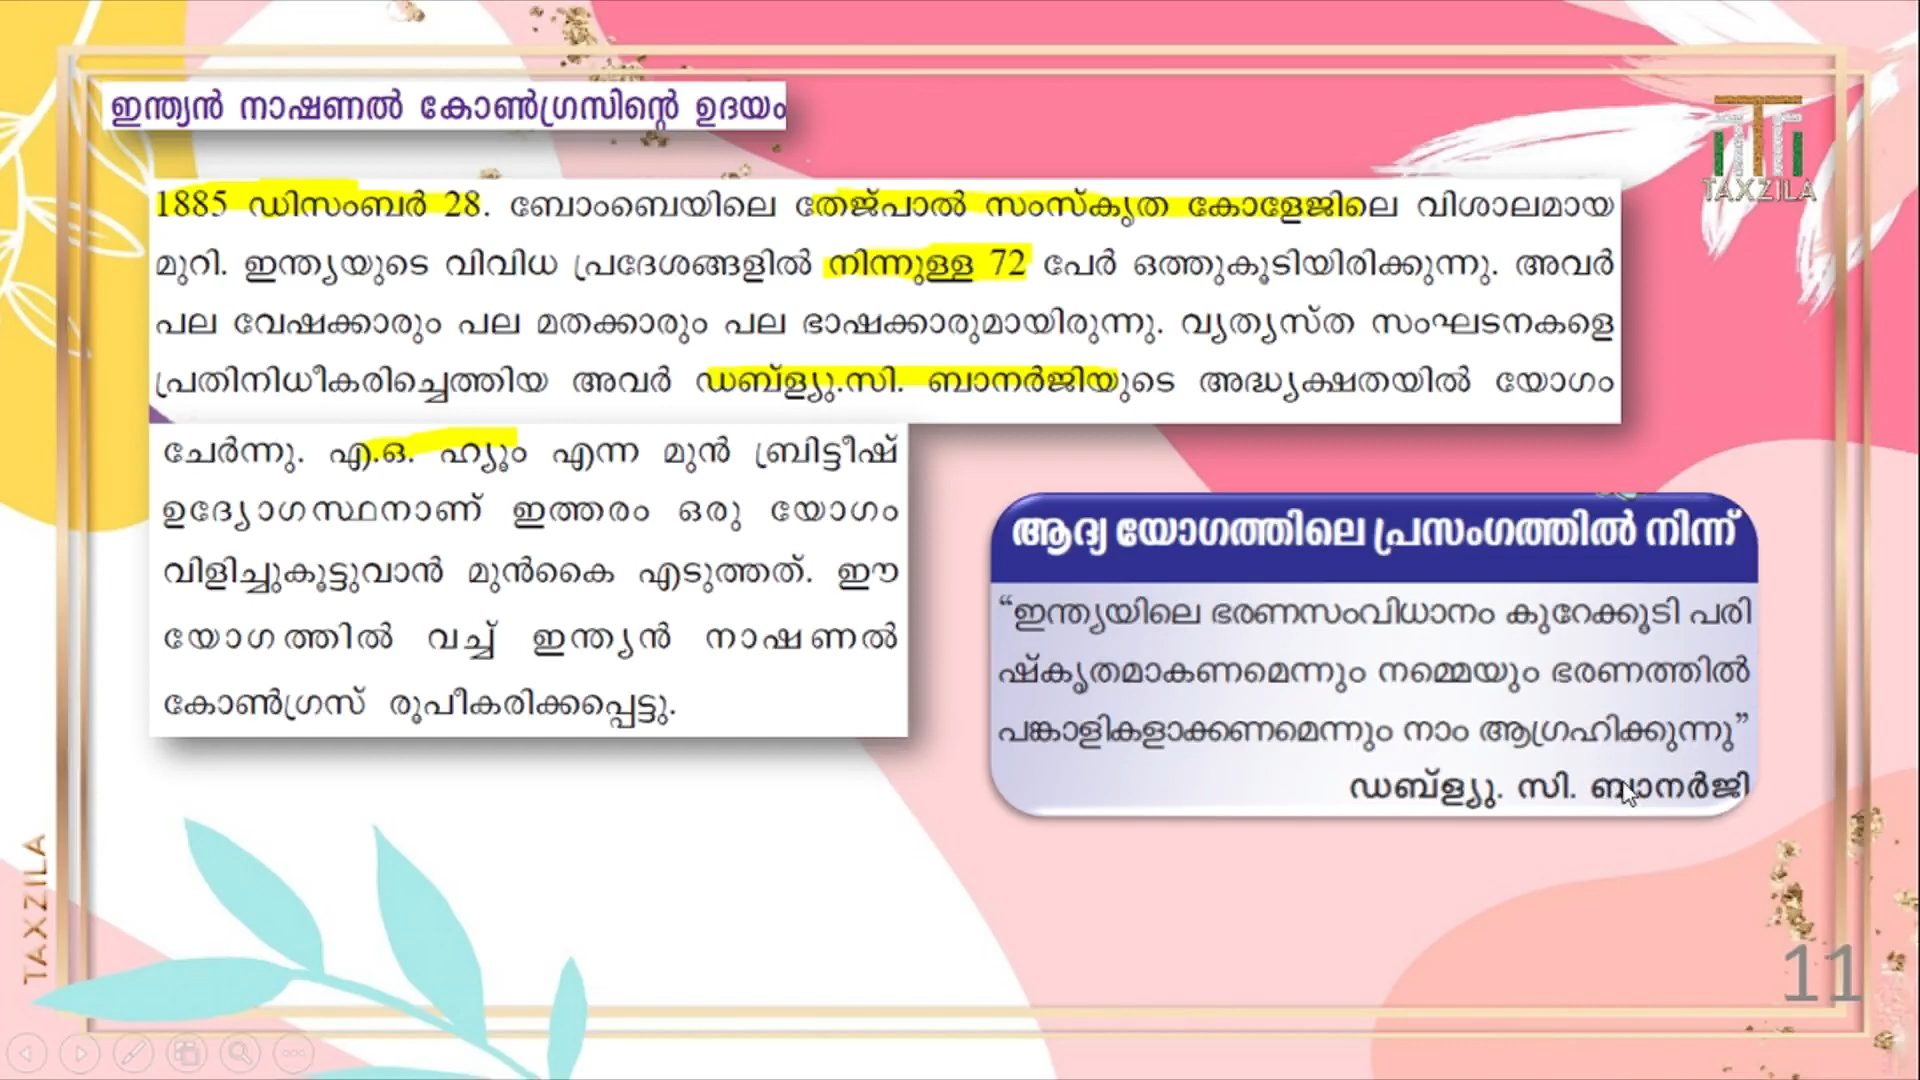 ഇന്ത്യൻ നാഷണൽ കോൺഗ്രസിന്റെ ഉദയം
TAXZILA
1885 ഡിസംബർ 28. ബോംബെയിലെ തേജ്പാൽ സംസ്കൃത കോളേജിലെ വിശാലമായ
മുറി. ഇന്ത്യയുടെ വിവിധ പ്രദേശങ്ങളിൽ നിന്നുള്ള 72 പേർ ഒത്തുകൂടിയിരിക്കുന്നു. അവർ
പല വേഷക്കാരും പല മതക്കാരും പല ഭാഷക്കാരുമായിരുന്നു. വ്യത്യസ്ത സംഘടനകളെ
പ്രതിനിധീകരിച്ചെത്തിയ അവർ ഡബ്ള്യു.സി. ബാനർജിയുടെ അദ്ധ്യക്ഷതയിൽ യോഗം
ചേർന്നു. എ.ഒ. ഹ്യൂം എന്ന മുൻ ബ്രിട്ടീഷ്
ഉദ്യോഗസ്ഥനാണ് ഇത്തരം ഒരു യോഗം
വിളിച്ചുകൂട്ടുവാൻ മുൻകൈ എടുത്തത്. ഈ
യോഗത്തിൽ വച്ച് ഇന്ത്യൻ നാഷണൽ
കോൺഗ്രസ് രൂപീകരിക്കപ്പെട്ടു.
ആദ്യ യോഗത്തിലെ പ്രസംഗത്തിൽ നിന്ന്
“ഇന്ത്യയിലെ ഭരണസംവിധാനം കുറേക്കൂടി പരി
ഷ്കൃതമാകണമെന്നും നമ്മെയും ഭരണത്തിൽ
പങ്കാളികളാക്കണമെന്നും നാം ആഗ്രഹിക്കുന്നു”
ഡബ്ള്യു. സി. ബാനർജി
TAXZILA
11